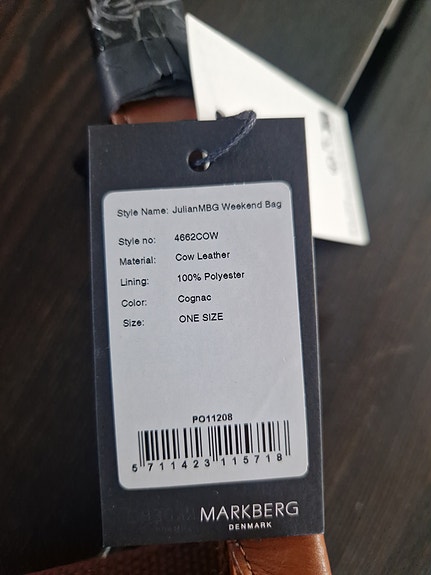 Style Name: JulianMBG Weekend Bag
Style no: 4662COW
Material: Cow Leather
Lining: 100% Polyester
Color: Cognac
Size: ONE SIZE
PO11208
5 711423 115718
MARKBERG
DENMARK